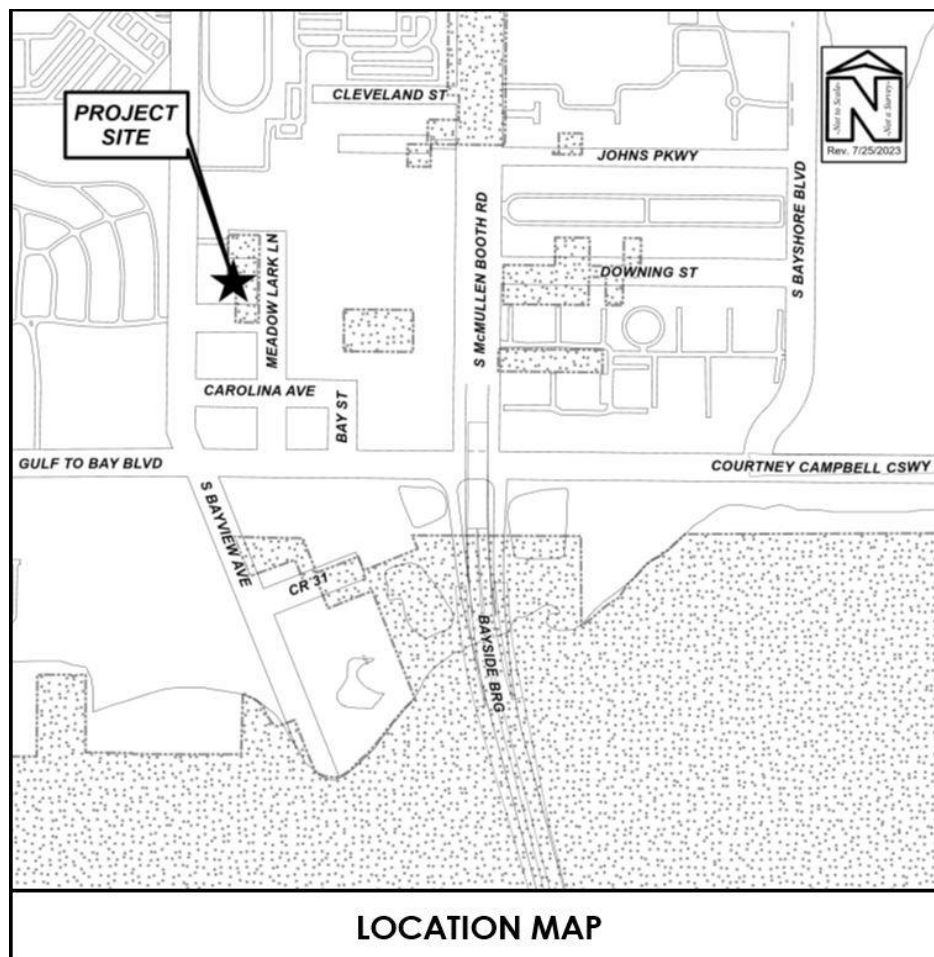 CLEVELAND ST
PROJECT
SITE
-Not to Scale-
N
-Not a Survey-
Rev. 7/25/2023
JOHNS PKWY
S McMULLEN BOOTH RD
S BAYSHORE BLVD
MEADOW LARK LN
DOWNING ST
CAROLINA AVE
BAY ST
GULF TO BAY BLVD
COURTNEY CAMPBELL CSWY
S BAYVIEW AVE
CR 31
BAYSIDE BRG
LOCATION MAP